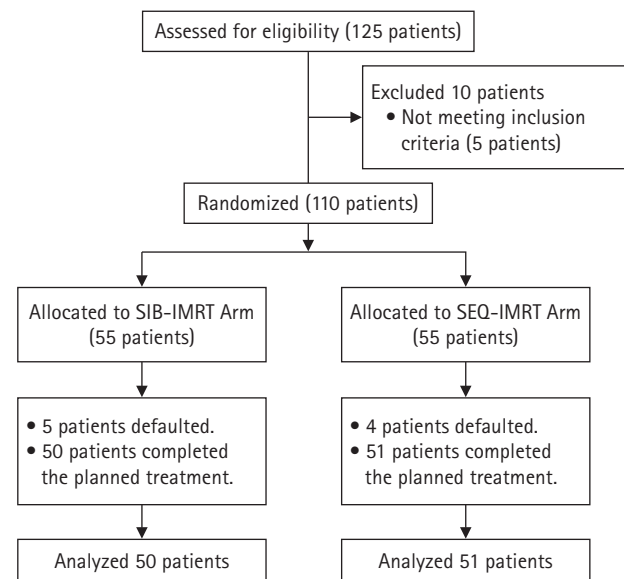 Assessed for eligibility (125 patients)
Excluded 10 patients
• Not meeting inclusion
criteria (5 patients)
Randomized (110 patients)
Allocated to SIB-IMRT Arm
(55 patients)
Allocated to SEQ-IMRT Arm
(55 patients)
• 5 patients defaulted.
• 50 patients completed
the planned treatment.
• 4 patients defaulted.
• 51 patients completed
the planned treatment.
Analyzed 50 patients
Analyzed 51 patients